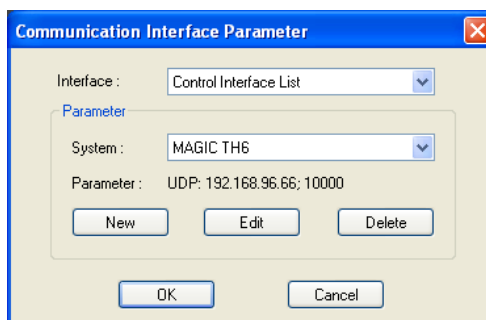 Communication Interface Parameter
Interface : Control Interface List
Parameter
System : MAGIC TH6
Parameter : UDP: 192.168.96.66; 10000
New Edit Delete
OK Cancel